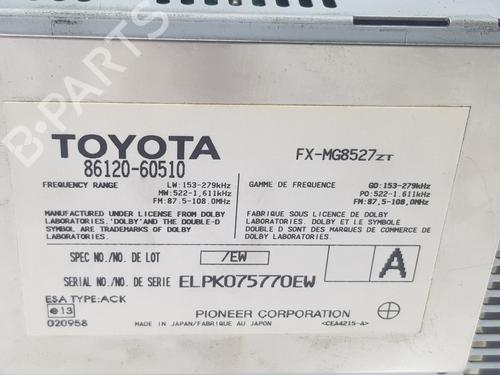 B-PARTS
TOYOTA
86120-60510
FX-MG8527ZT
FREQUENCY RANGE
LW:153-279kHz
MW:522-1,611kHz
FM:87.5-108.0MHz
GAMME DE FREQUENCE
GO:153-279kHz
PO:522-1,611kHz
FM:87,5-108,0MHz
MANUFACTURED UNDER LICENSE FROM DOLBY
LABORATORIES. 'DOLBY' AND THE DOUBLE-D
SYMBOL ARE TRADEMARKS OF DOLBY
LABORATORIES.
FABRIQUE SOUS LICENCE DE DOLBY
LABORATORIES. DOLBY ET LE SYMBOLE
DOUBLE D SONT DES MARQUES DE COMMERCE DE
DOLBY LABORATORIES.
SPEC NO./NO. DE LOT
/EW
A
SERIAL NO./NO. DE SERIE
ELPK075770EW
ESA TYPE:ACK
e13
020958
PIONEER CORPORATION
MADE IN JAPAN/FABRIQUE AU JAPON
<CEA4215-A>